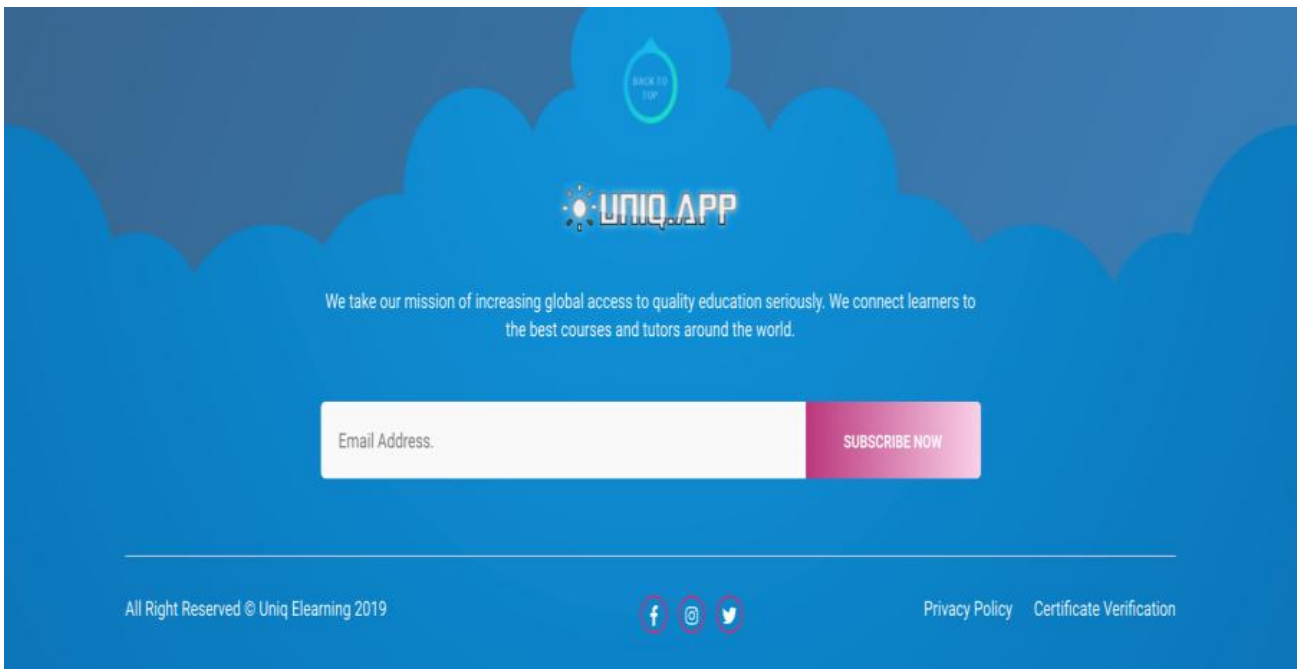 BACK TO
TOP
UNIQ.APP
We take our mission of increasing global access to quality education seriously. We connect learners to
the best courses and tutors around the world.
Email Address.
SUBSCRIBE NOW
All Right Reserved © Uniq Elearning 2019
Privacy Policy
Certificate Verification